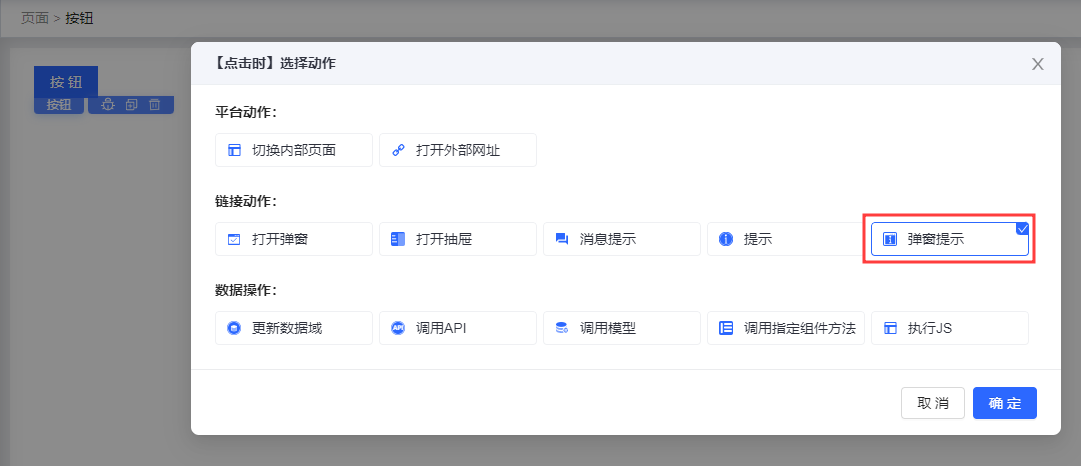 页面 > 按钮
按 钮
按钮
【点击时】选择动作
平台动作：
切换内部页面
打开外部网址
链接动作：
打开弹窗
打开抽屉
消息提示
提示
弹窗提示
数据操作：
更新数据域
API 调用API
调用模型
调用指定组件方法
执行JS
取 消
确 定